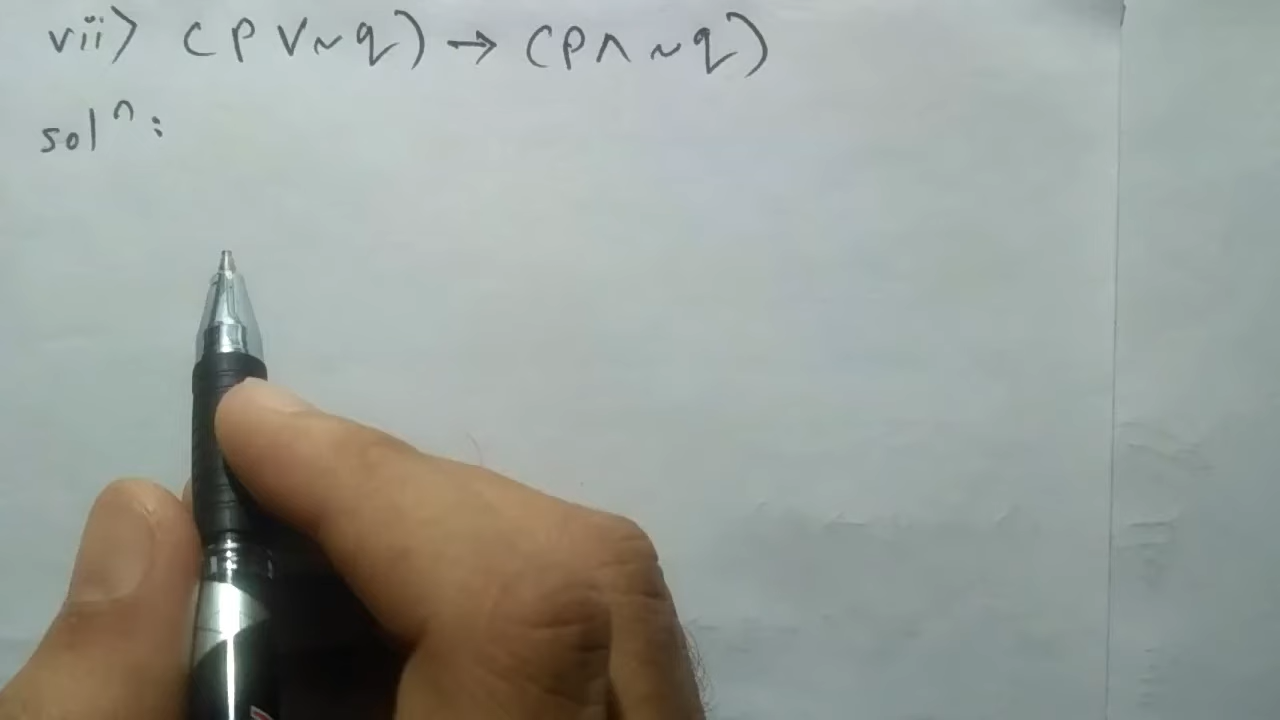 vii> (p ∨ ~q) → (p ∧ ~q)
solⁿ: